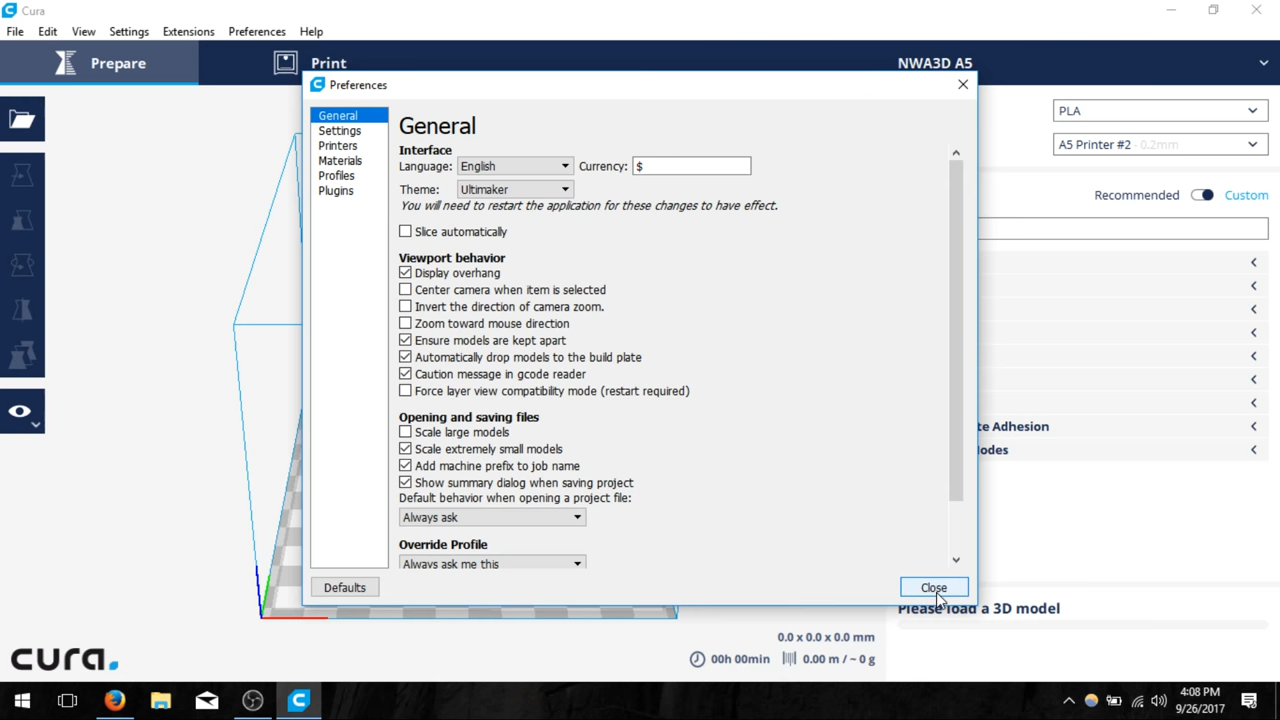 Cura
File Edit View Settings Extensions Preferences Help
Prepare Print NWA3D A5
Preferences
General
Settings
Printers
Materials
Profiles
Plugins
General
Interface
Language: English Currency: $
Theme: Ultimaker
You will need to restart the application for these changes to have effect.
Slice automatically
Viewport behavior
Display overhang
Center camera when item is selected
Invert the direction of camera zoom.
Zoom toward mouse direction
Ensure models are kept apart
Automatically drop models to the build plate
Caution message in gcode reader
Force layer view compatibility mode (restart required)
Opening and saving files
Scale large models
Scale extremely small models
Add machine prefix to job name
Show summary dialog when saving project
Default behavior when opening a project file:
Always ask
Override Profile
Always ask me this
Defaults Close
PLA
A5 Printer #2 - 0.2mm
Recommended Custom
te Adhesion
odes
Please load a 3D model
0.0 x 0.0 x 0.0 mm
00h 00min 0.00 m / ~ 0 g
cura.
4:08 PM
9/26/2017